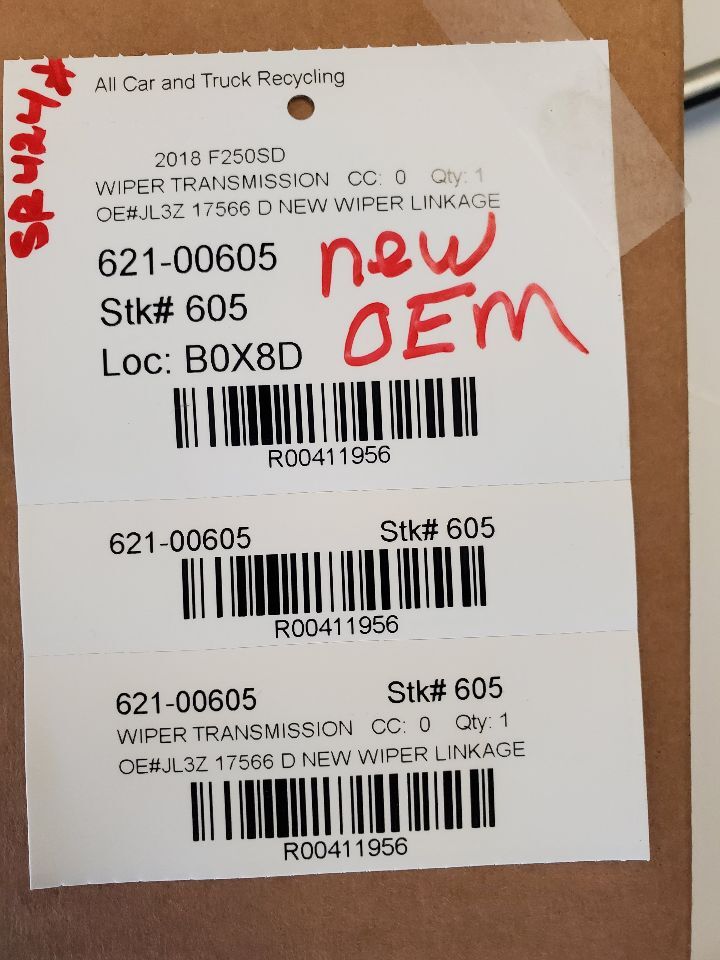 SR424*
All Car and Truck Recycling
2018 F250SD
WIPER TRANSMISSION CC: 0 Qty: 1
OE#JL3Z 17566 D NEW WIPER LINKAGE
621-00605
new
Stk# 605
OEM
Loc: B0X8D
R00411956
621-00605 Stk# 605
R00411956
621-00605 Stk# 605
WIPER TRANSMISSION CC: 0 Qty: 1
OE#JL3Z 17566 D NEW WIPER LINKAGE
R00411956